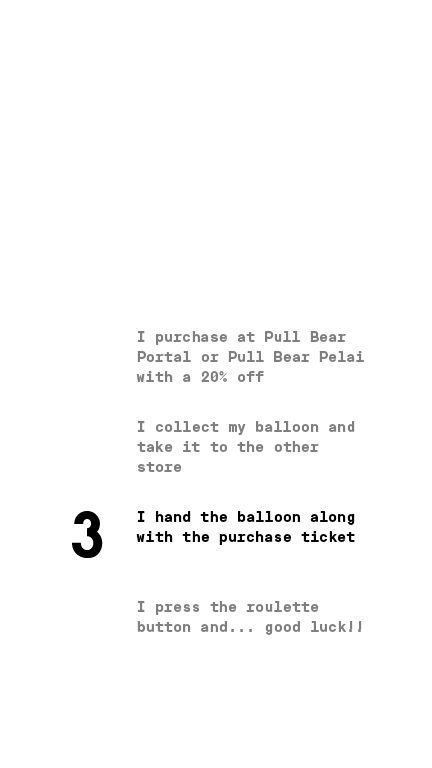 I purchase at Pull Bear
Portal or Pull Bear Pelai
with a 20% off
I collect my balloon and
take it to the other
store
3
I hand the balloon along
with the purchase ticket
I press the roulette
button and... good luck!!